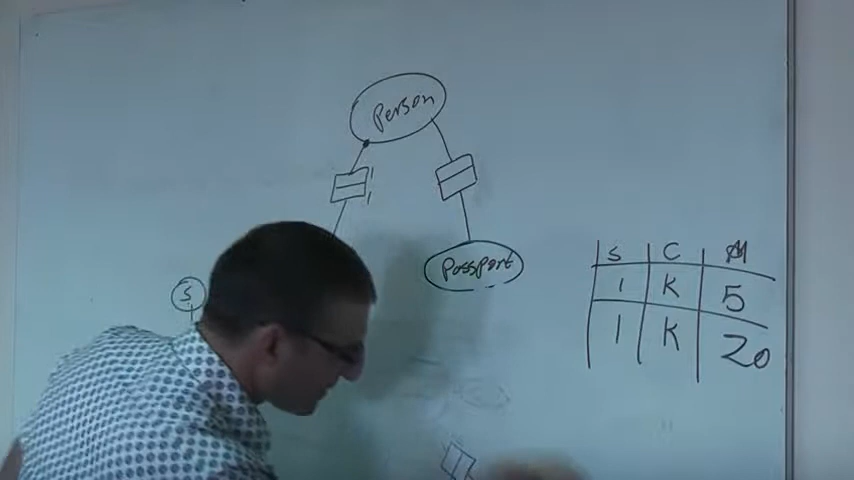 Person
Passport
S
S C M
1 K 5
1 K 20